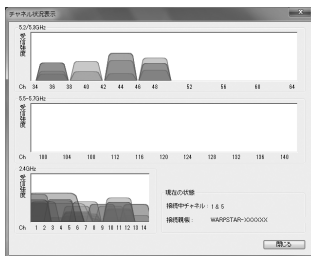 チャネル状況表示
5.2/5.3GHz
受信強度
Ch 34 36 38 40 42 44 46 48 52 56 60 64
5.5-5.7GHz
受信強度
Ch 100 104 108 112 116 120 124 128 132 136 140
2.4GHz
受信強度
Ch 1 2 3 4 5 6 7 8 9 10 11 12 13 14
現在の状態
接続中チャネル : 1 & 5
接続親機 : WARPSTAR-XXXXXX
閉じる